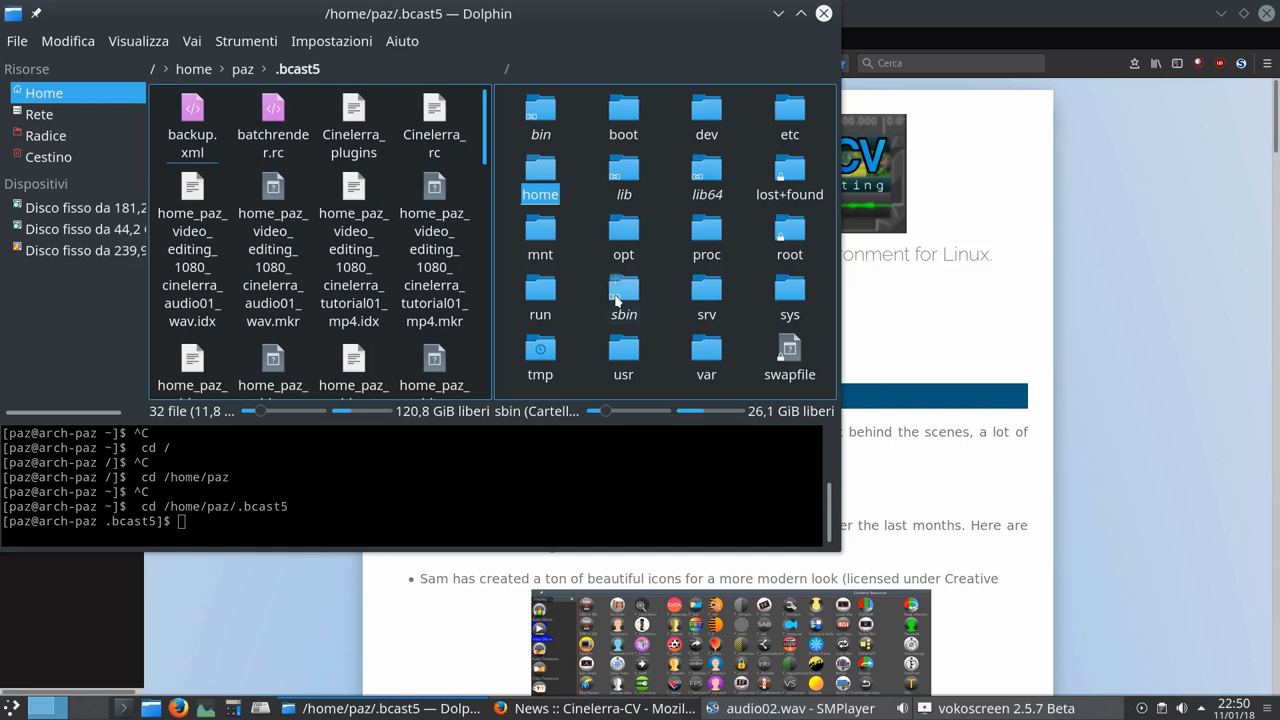 /home/paz/.bcast5 — Dolphin
File Modifica Visualizza Vai Strumenti Impostazioni Aiuto
Cerca
Risorse
Home
Rete
Radice
Cestino
Dispositivi
Disco fisso da 181,2
Disco fisso da 44,2
Disco fisso da 239,9
/ > home > paz > .bcast5
backup.
xml
batchrende
r.rc
Cinelerra_
plugins
Cinelerra_
rc
home_paz_
video_
editing_
1080_
cinelerra_
audio01_
wav.idx
home_paz_
video_
editing_
1080_
cinelerra_
audio01_
wav.mkr
home_paz_
video_
editing_
1080_
cinelerra_
tutorial01_
mp4.idx
home_paz_
video_
editing_
1080_
cinelerra_
tutorial01_
mp4.mkr
home_paz_
home_paz_
home_paz_
home_paz_
32 file (11,8 ... 120,8 GiB liberi
/
bin boot dev etc
home lib lib64 lost+found
mnt opt proc root
run sbin srv sys
tmp usr var swapfile
sbin (Cartell... 26,1 GiB liberi
[paz@arch-paz ~]$ ^C
[paz@arch-paz ~]$  cd /
[paz@arch-paz /]$ ^C
[paz@arch-paz /]$  cd /home/paz
[paz@arch-paz ~]$ ^C
[paz@arch-paz ~]$  cd /home/paz/.bcast5
[paz@arch-paz .bcast5]$
CV
ting
ronment for Linux.
behind the scenes, a lot of
er the last months. Here are
• Sam has created a ton of beautiful icons for a more modern look (licensed under Creative
/home/paz/.bcast5 — Dolp...
News :: Cinelerra-CV - Mozil...
audio02.wav - SMPlayer
vokoscreen 2.5.7 Beta
22:50
11/01/18